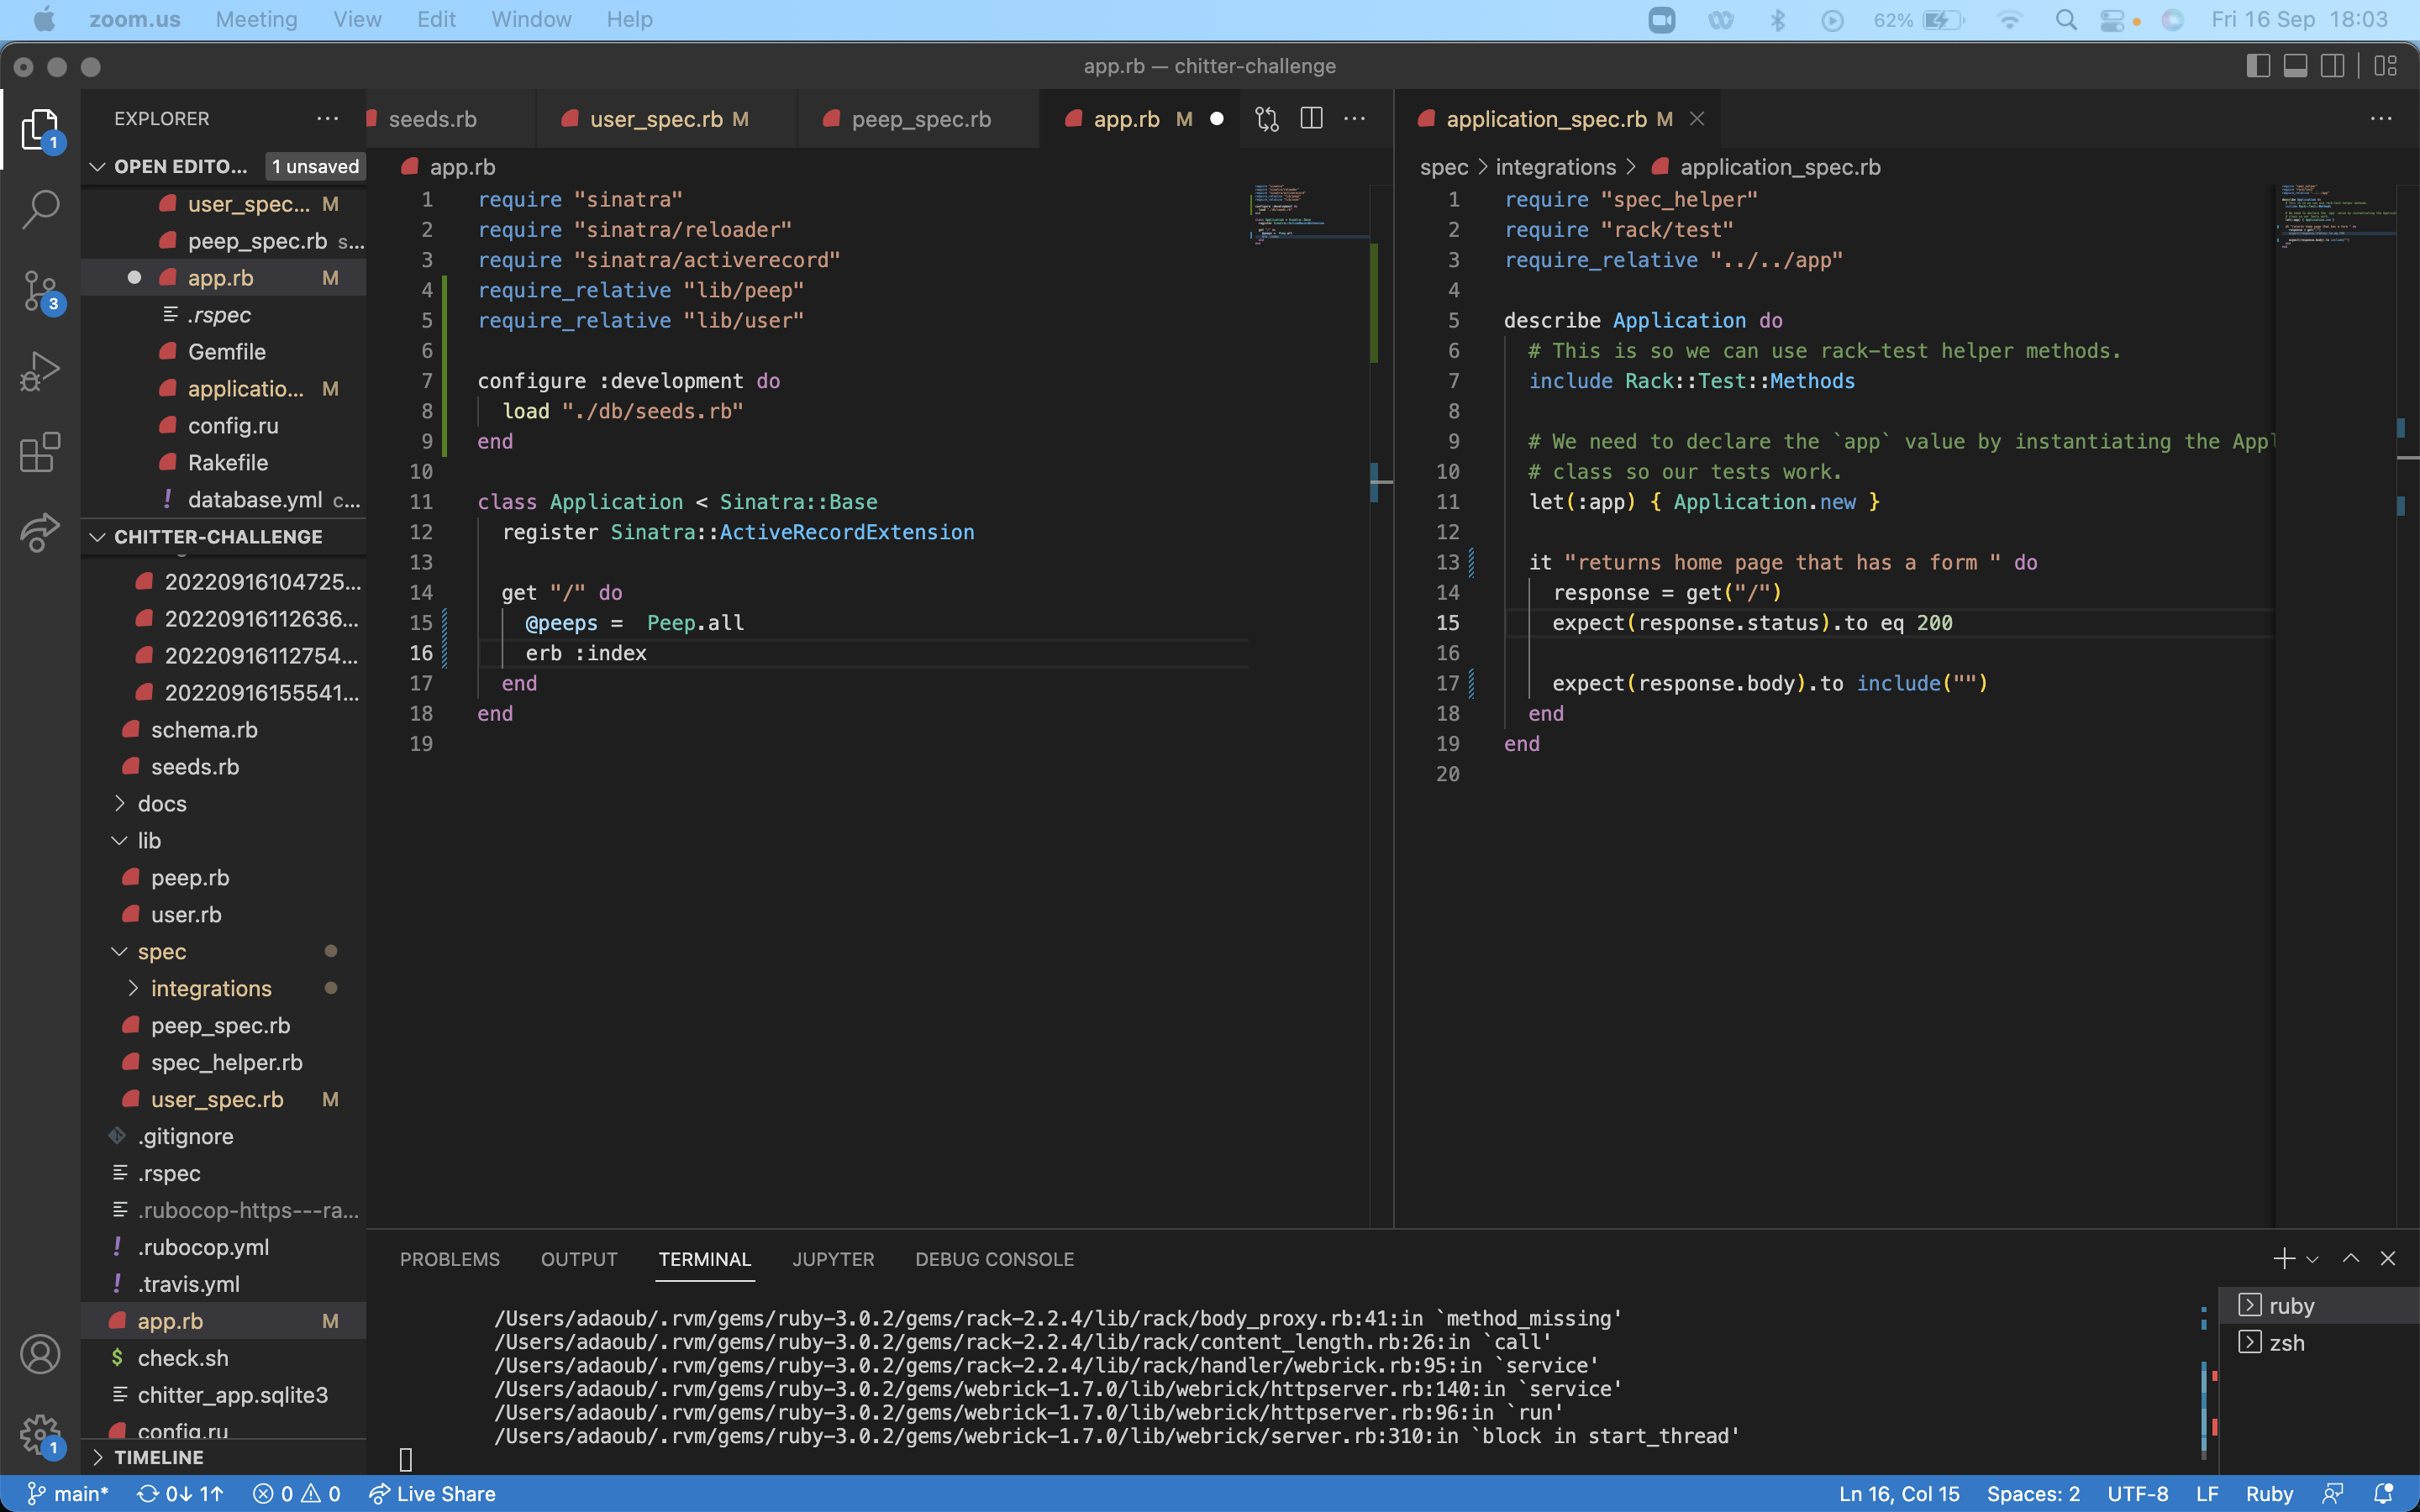 zoom.us Meeting View Edit Window Help 62% Fri 16 Sep 18:03
app.rb — chitter-challenge
EXPLORER
OPEN EDITO... 1 unsaved
user_spec... M
peep_spec.rb s...
app.rb M
.rspec
Gemfile
applicatio... M
config.ru
Rakefile
! database.yml c...
CHITTER-CHALLENGE
20220916104725...
20220916112636...
20220916112754...
20220916155541...
schema.rb
seeds.rb
docs
lib
peep.rb
user.rb
spec
integrations
peep_spec.rb
spec_helper.rb
user_spec.rb M
.gitignore
.rspec
.rubocop-https---ra...
! .rubocop.yml
! .travis.yml
app.rb M
$ check.sh
chitter_app.sqlite3
config.ru
TIMELINE
1
3
1
seeds.rb user_spec.rb M peep_spec.rb app.rb M
app.rb
1 require "sinatra"
2 require "sinatra/reloader"
3 require "sinatra/activerecord"
4 require_relative "lib/peep"
5 require_relative "lib/user"
6
7 configure :development do
8 load "./db/seeds.rb"
9 end
10
11 class Application < Sinatra::Base
12 register Sinatra::ActiveRecordExtension
13
14 get "/" do
15 @peeps =  Peep.all
16 erb :index
17 end
18 end
19
application_spec.rb M
spec > integrations > application_spec.rb
1 require "spec_helper"
2 require "rack/test"
3 require_relative "../../app"
4
5 describe Application do
6 # This is so we can use rack-test helper methods.
7 include Rack::Test::Methods
8
9 # We need to declare the `app` value by instantiating the Appl
10 # class so our tests work.
11 let(:app) { Application.new }
12
13 it "returns home page that has a form " do
14 response = get("/")
15 expect(response.status).to eq 200
16
17 expect(response.body).to include("")
18 end
19 end
20
PROBLEMS OUTPUT TERMINAL JUPYTER DEBUG CONSOLE
/Users/adaoub/.rvm/gems/ruby-3.0.2/gems/rack-2.2.4/lib/rack/body_proxy.rb:41:in `method_missing'
/Users/adaoub/.rvm/gems/ruby-3.0.2/gems/rack-2.2.4/lib/rack/content_length.rb:26:in `call'
/Users/adaoub/.rvm/gems/ruby-3.0.2/gems/rack-2.2.4/lib/rack/handler/webrick.rb:95:in `service'
/Users/adaoub/.rvm/gems/ruby-3.0.2/gems/webrick-1.7.0/lib/webrick/httpserver.rb:140:in `service'
/Users/adaoub/.rvm/gems/ruby-3.0.2/gems/webrick-1.7.0/lib/webrick/httpserver.rb:96:in `run'
/Users/adaoub/.rvm/gems/ruby-3.0.2/gems/webrick-1.7.0/lib/webrick/server.rb:310:in `block in start_thread'
ruby
zsh
main* 0↓ 1↑ 0 0 Live Share Ln 16, Col 15 Spaces: 2 UTF-8 LF Ruby